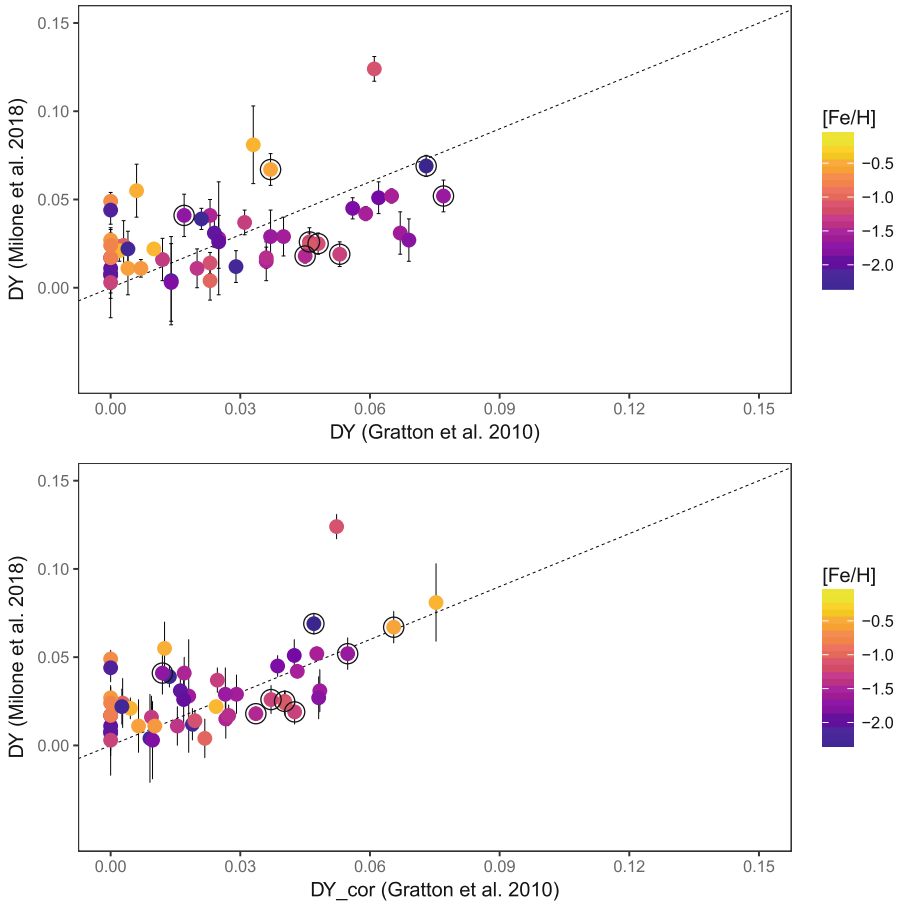 0.15
0.10
0.05
0.00
DY (Milone et al. 2018)
0.00 0.03 0.06 0.09 0.12 0.15
DY (Gratton et al. 2010)
[Fe/H]
−0.5
−1.0
−1.5
−2.0
0.15
0.10
0.05
0.00
DY (Milone et al. 2018)
0.00 0.03 0.06 0.09 0.12 0.15
DY_cor (Gratton et al. 2010)
[Fe/H]
−0.5
−1.0
−1.5
−2.0